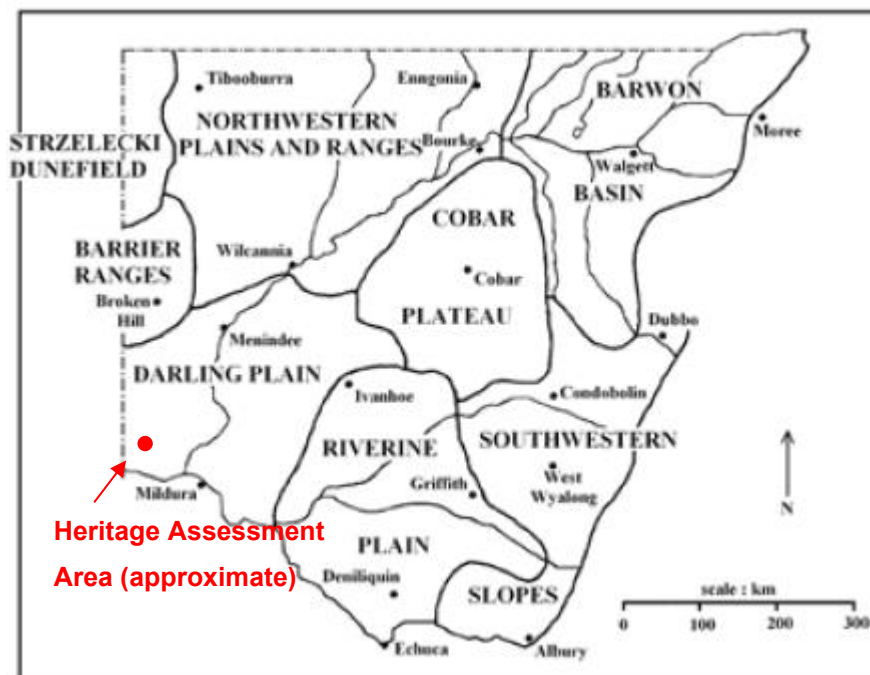 Tibooburra
Enngonia
BARWON
Moree
NORTHWESTERN
PLAINS AND RANGES
Bourke
STRZELECKI
DUNEFIELD
Walgett
BASIN
COBAR
BARRIER
RANGES
Wilcannia
Cobar
Broken
Hill
PLATEAU
Dubbo
Menindee
DARLING PLAIN
Ivanhoe
Condobolin
RIVERINE
SOUTHWESTERN
West
Wyalong
Griffith
Mildura
N
Heritage Assessment
Area (approximate)
PLAIN
Deniliquin
SLOPES
scale : km
0 100 200 300
Echuca
Albury